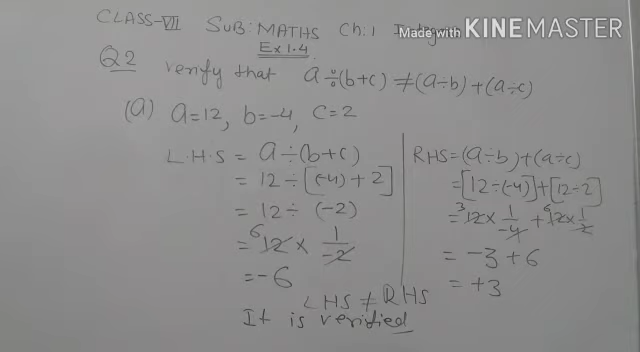 CLASS-VII SUB: MATHS Ch:1 Integers
Made with KINEMASTER
Ex 1.4
Q2 verify that a÷(b+c) ≠ (a÷b)+(a÷c)
(a) a=12, b=-4, c=2
L.H.S = a÷(b+c)
= 12 ÷ [(-4)+2]
= 12 ÷ (-2)
= 6 12 × 1/-2
= -6
RHS = (a÷b)+(a÷c)
= [12÷(-4)]+[12÷2]
= 3 12 × 1/-4 + 6 12 × 1/2
= -3+6
= +3
LHS ≠ RHS
It is verified